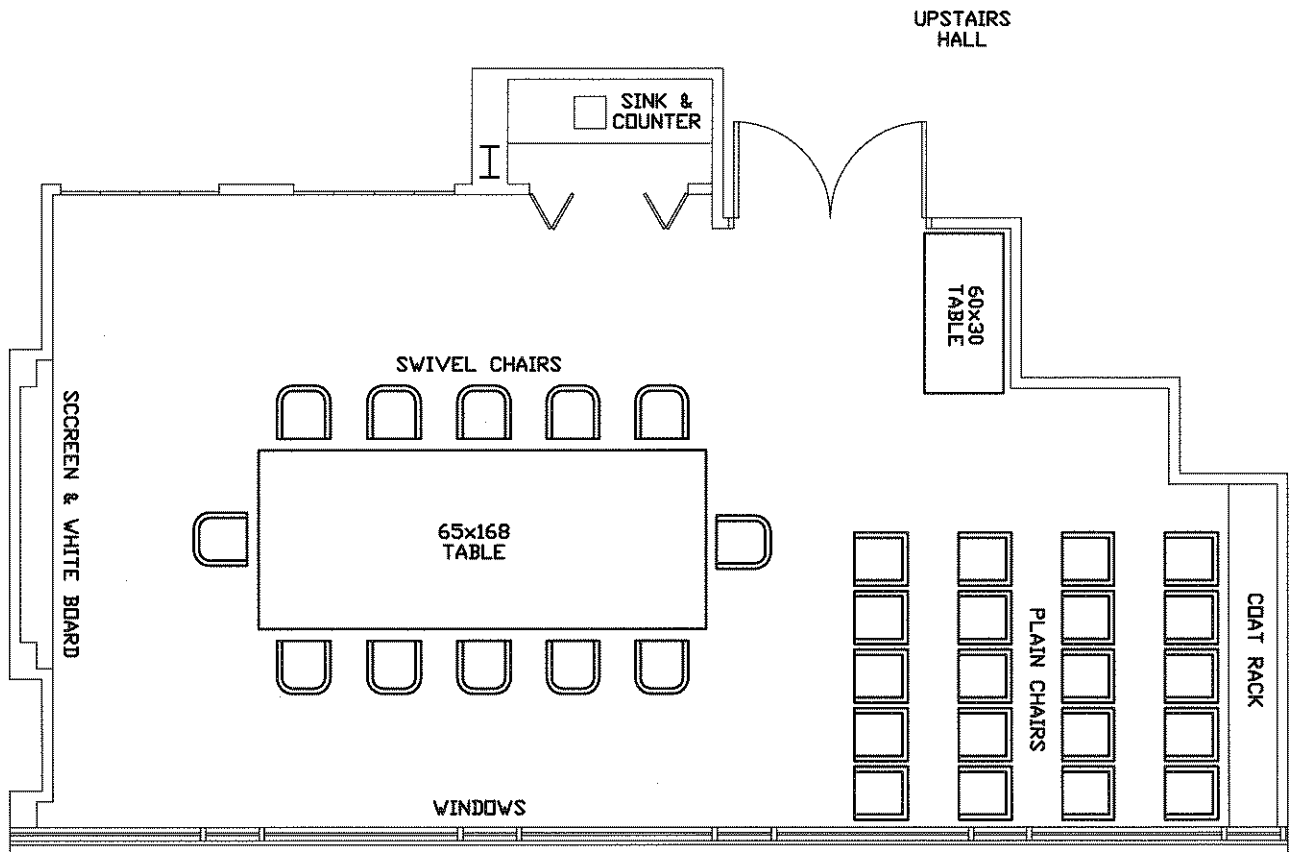 UPSTAIRS
HALL
SINK &
COUNTER
60x30
TABLE
SWIVEL CHAIRS
SCCREEN & WHITE BOARD
65x168
TABLE
PLAIN CHAIRS
COAT RACK
WINDOWS